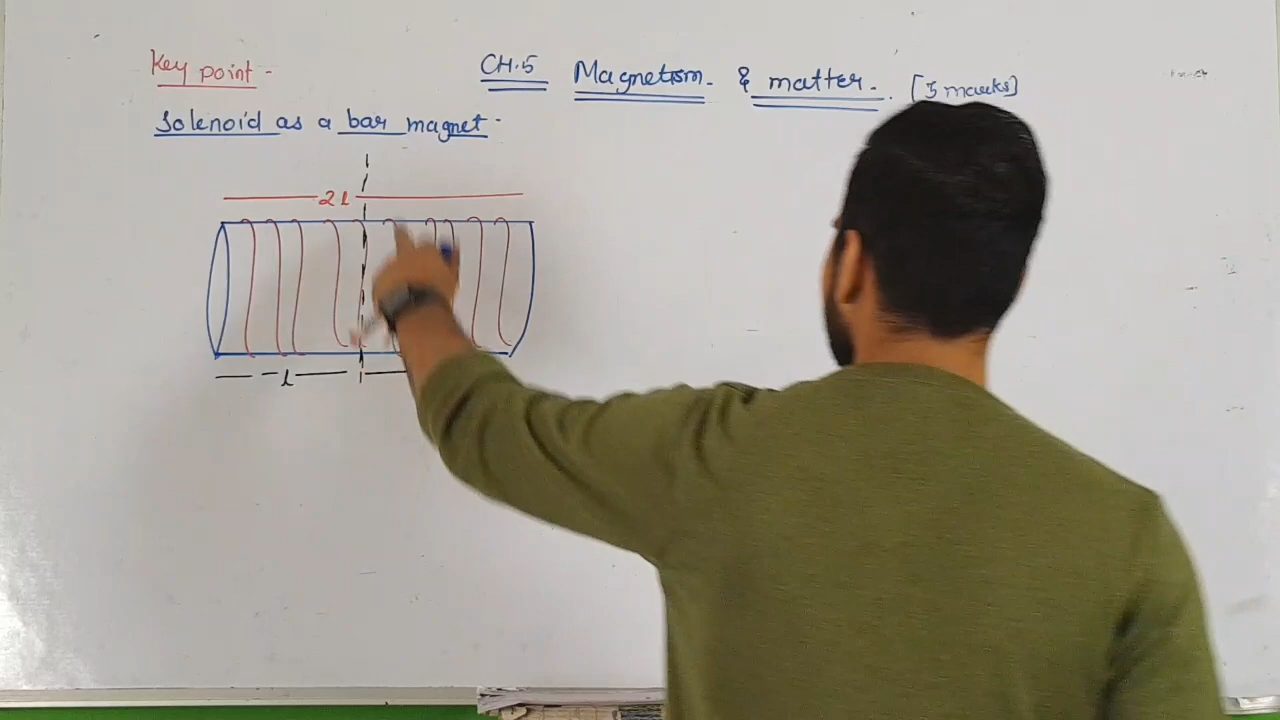 Key point -
CH.5 Magnetism & matter. [5 marks]
Solenoid as a bar magnet.
2l
l